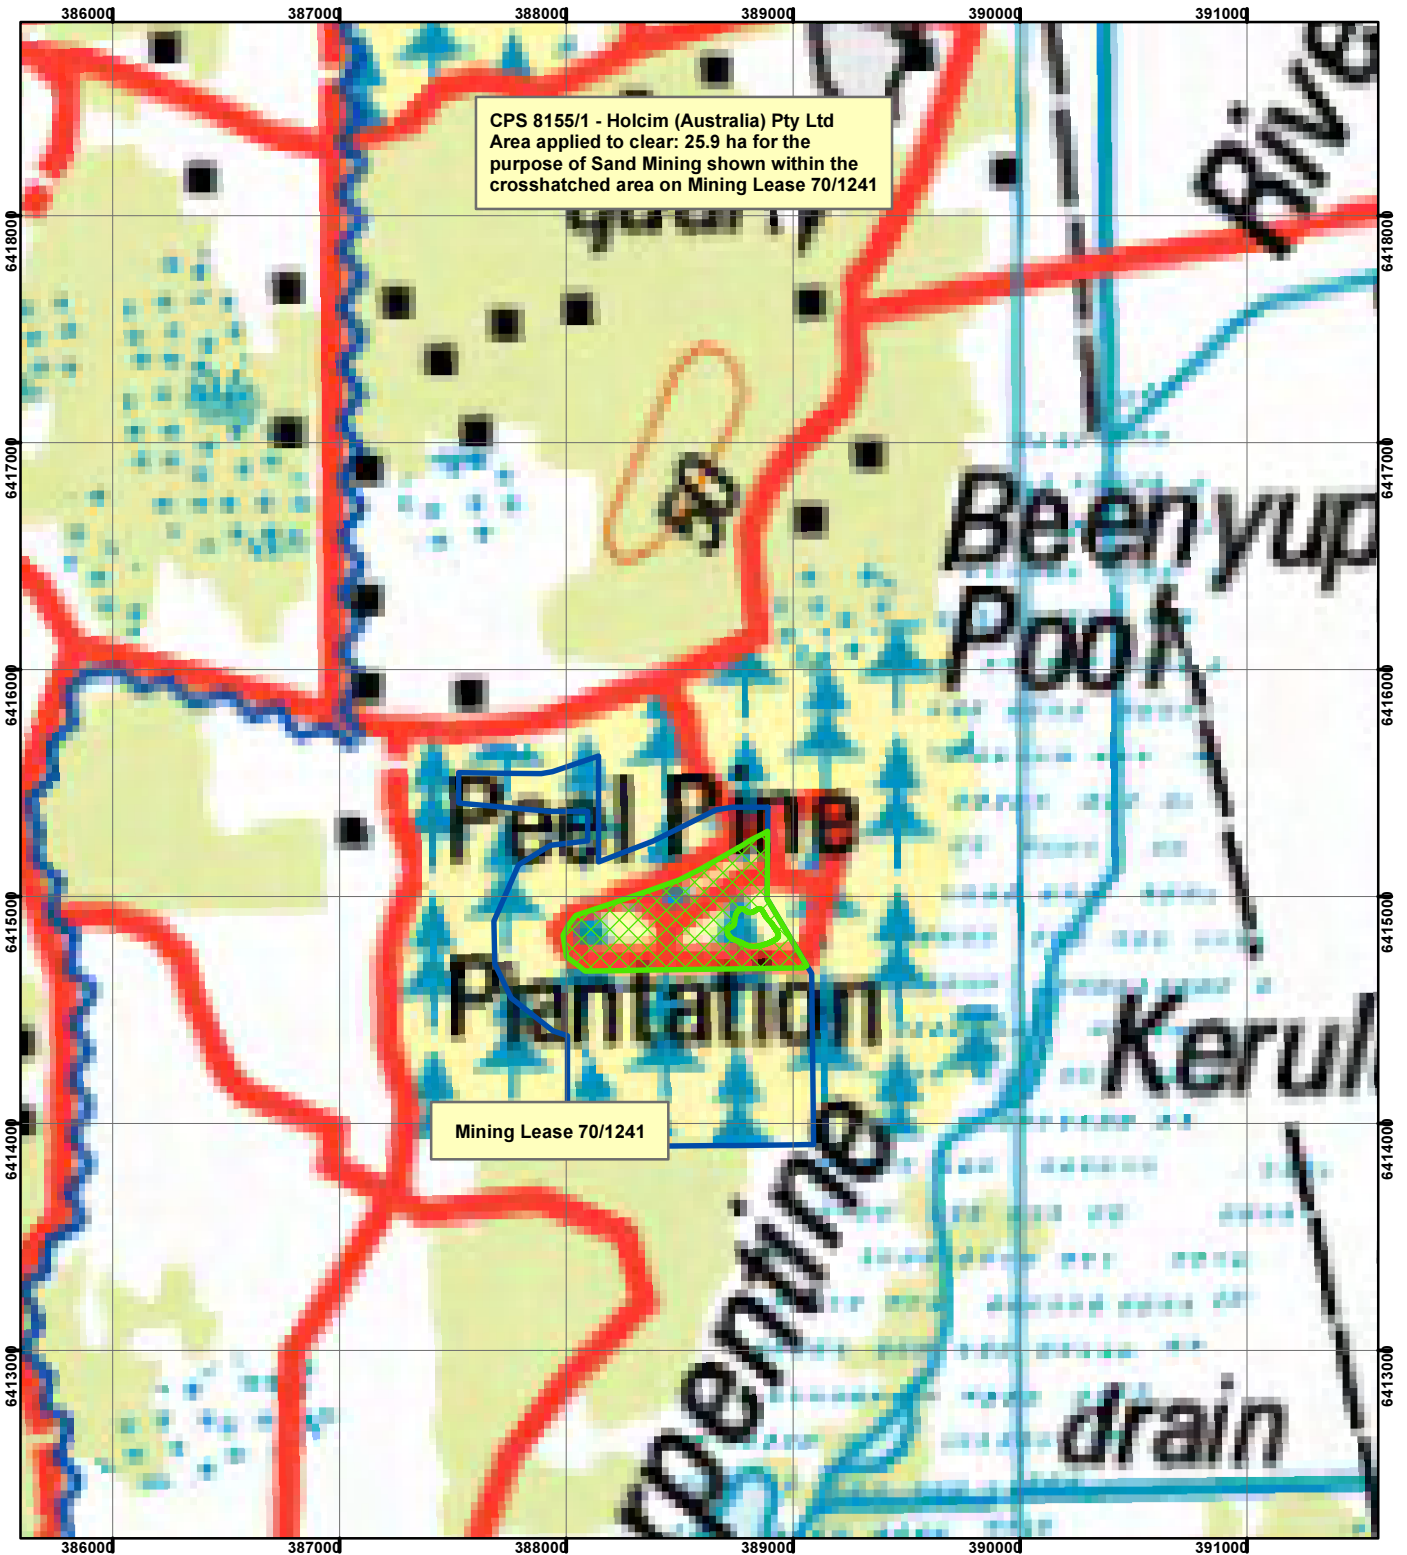 386000 387000 388000 389000 390000 391000
CPS 8155/1 - Holcim (Australia) Pty Ltd
Area applied to clear: 25.9 ha for the
purpose of Sand Mining shown within the
crosshatched area on Mining Lease 70/1241
quarry
Rive
6418000 6418000
6417000 6417000
50
Beenyup
Pool
6416000 6416000
Peel Pine
6415000 6415000
Plantation
Kerul
Mining Lease 70/1241
6414000 6414000
rpentine
6413000 6413000
drain
386000 387000 388000 389000 390000 391000